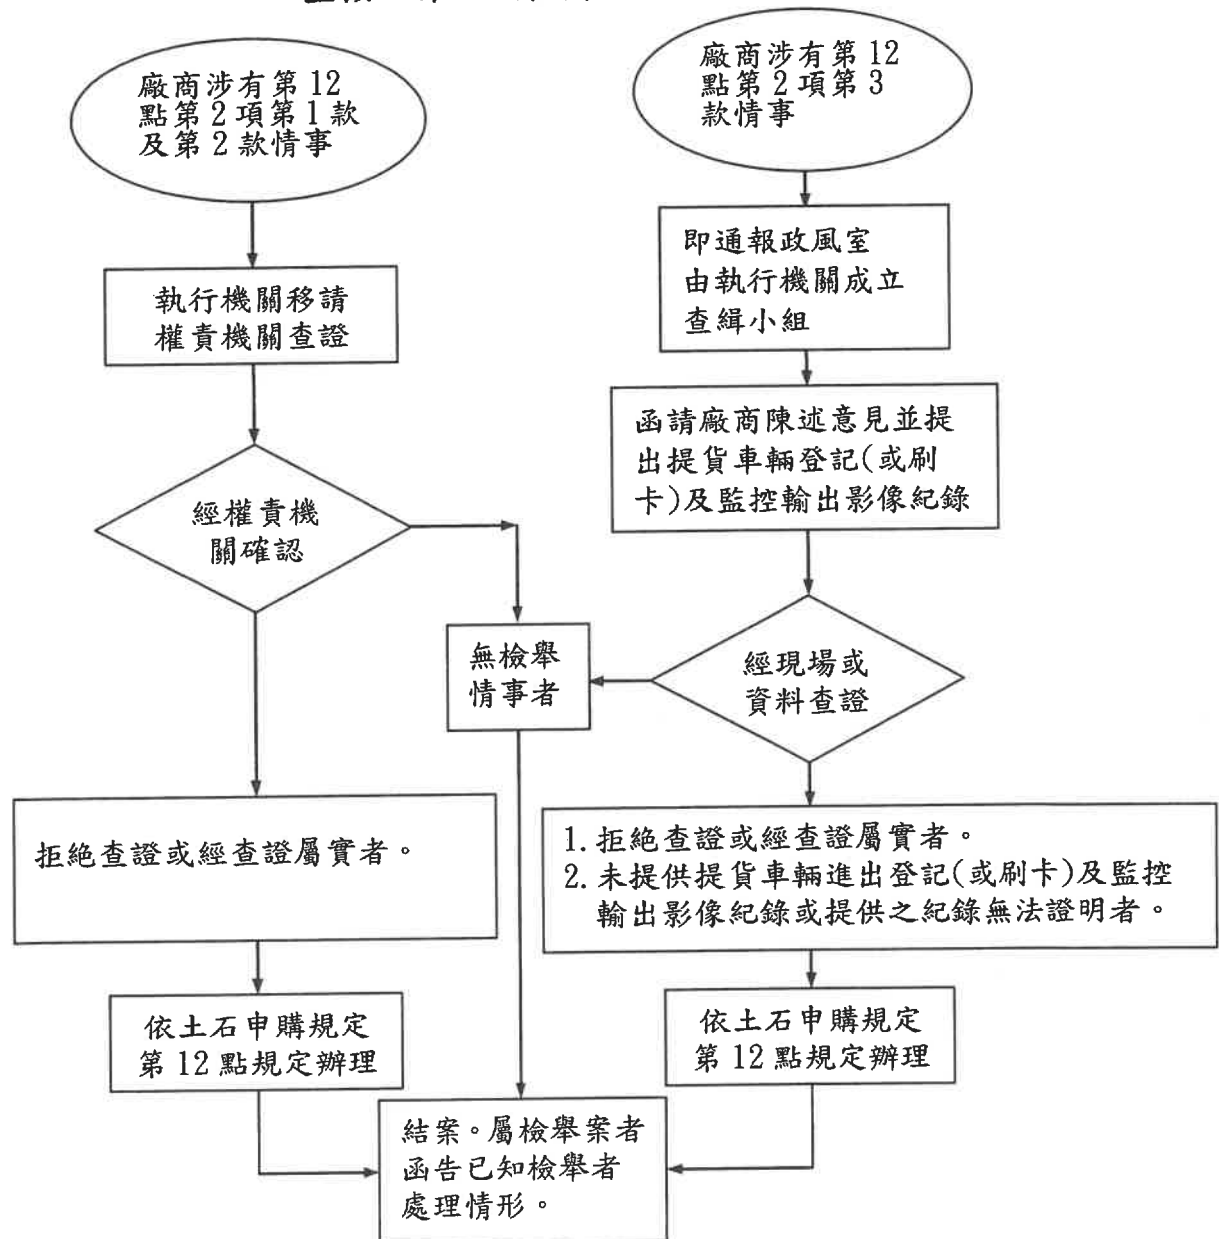 廠商涉有第12
點第2項第1款
及第2款情事
執行機關移請
權責機關查證
經權責機
關確認
拒絕查證或經查證屬實者。
依土石申購規定
第12點規定辦理
廠商涉有第12
點第2項第3
款情事
即通報政風室
由執行機關成立
查緝小組
函請廠商陳述意見並提
出提貨車輛登記(或刷
卡)及監控輸出影像紀錄
經現場或
資料查證
無檢舉
情事者
1.拒絕查證或經查證屬實者。
2.未提供提貨車輛進出登記(或刷卡)及監控
輸出影像紀錄或提供之紀錄無法證明者。
依土石申購規定
第12點規定辦理
結案。屬檢舉案者
函告已知檢舉者
處理情形。